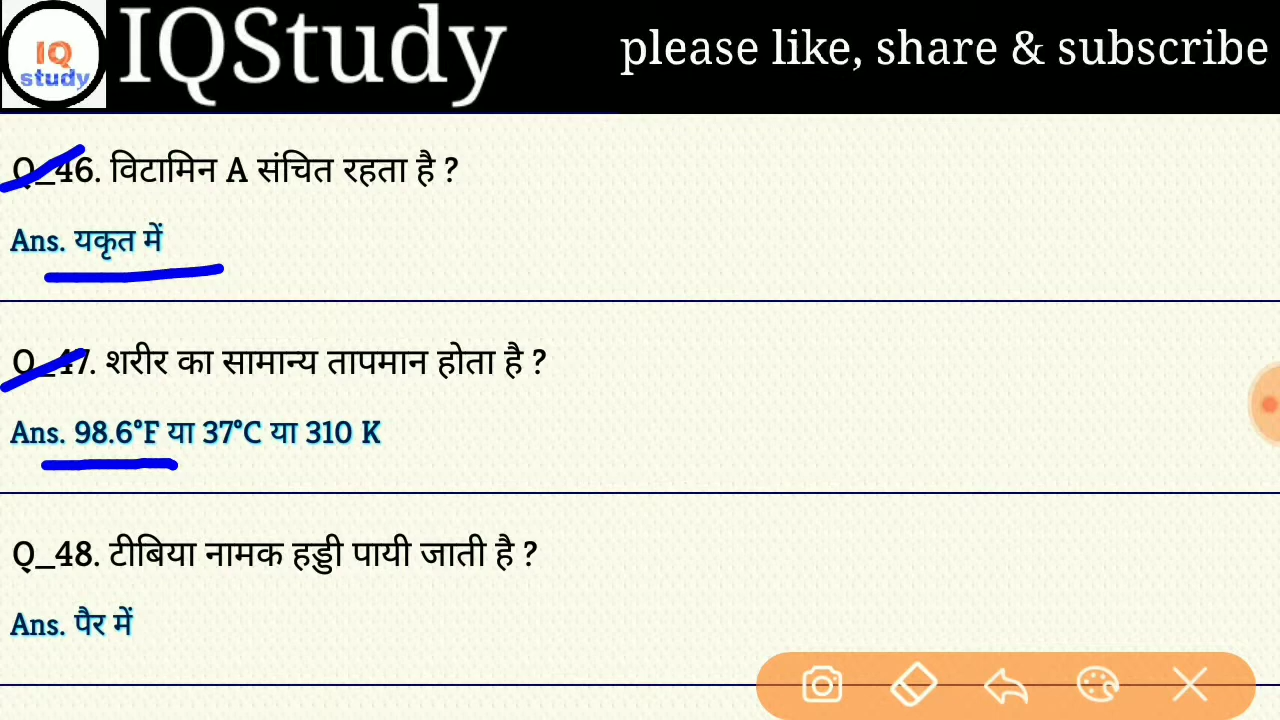 IQ
study
IQStudy
please like, share & subscribe
Q_46. विटामिन A संचित रहता है ?
Ans. यकृत में
Q_47. शरीर का सामान्य तापमान होता है ?
Ans. 98.6°F या 37°C या 310 K
Q_48. टीबिया नामक हड्डी पायी जाती है ?
Ans. पैर में